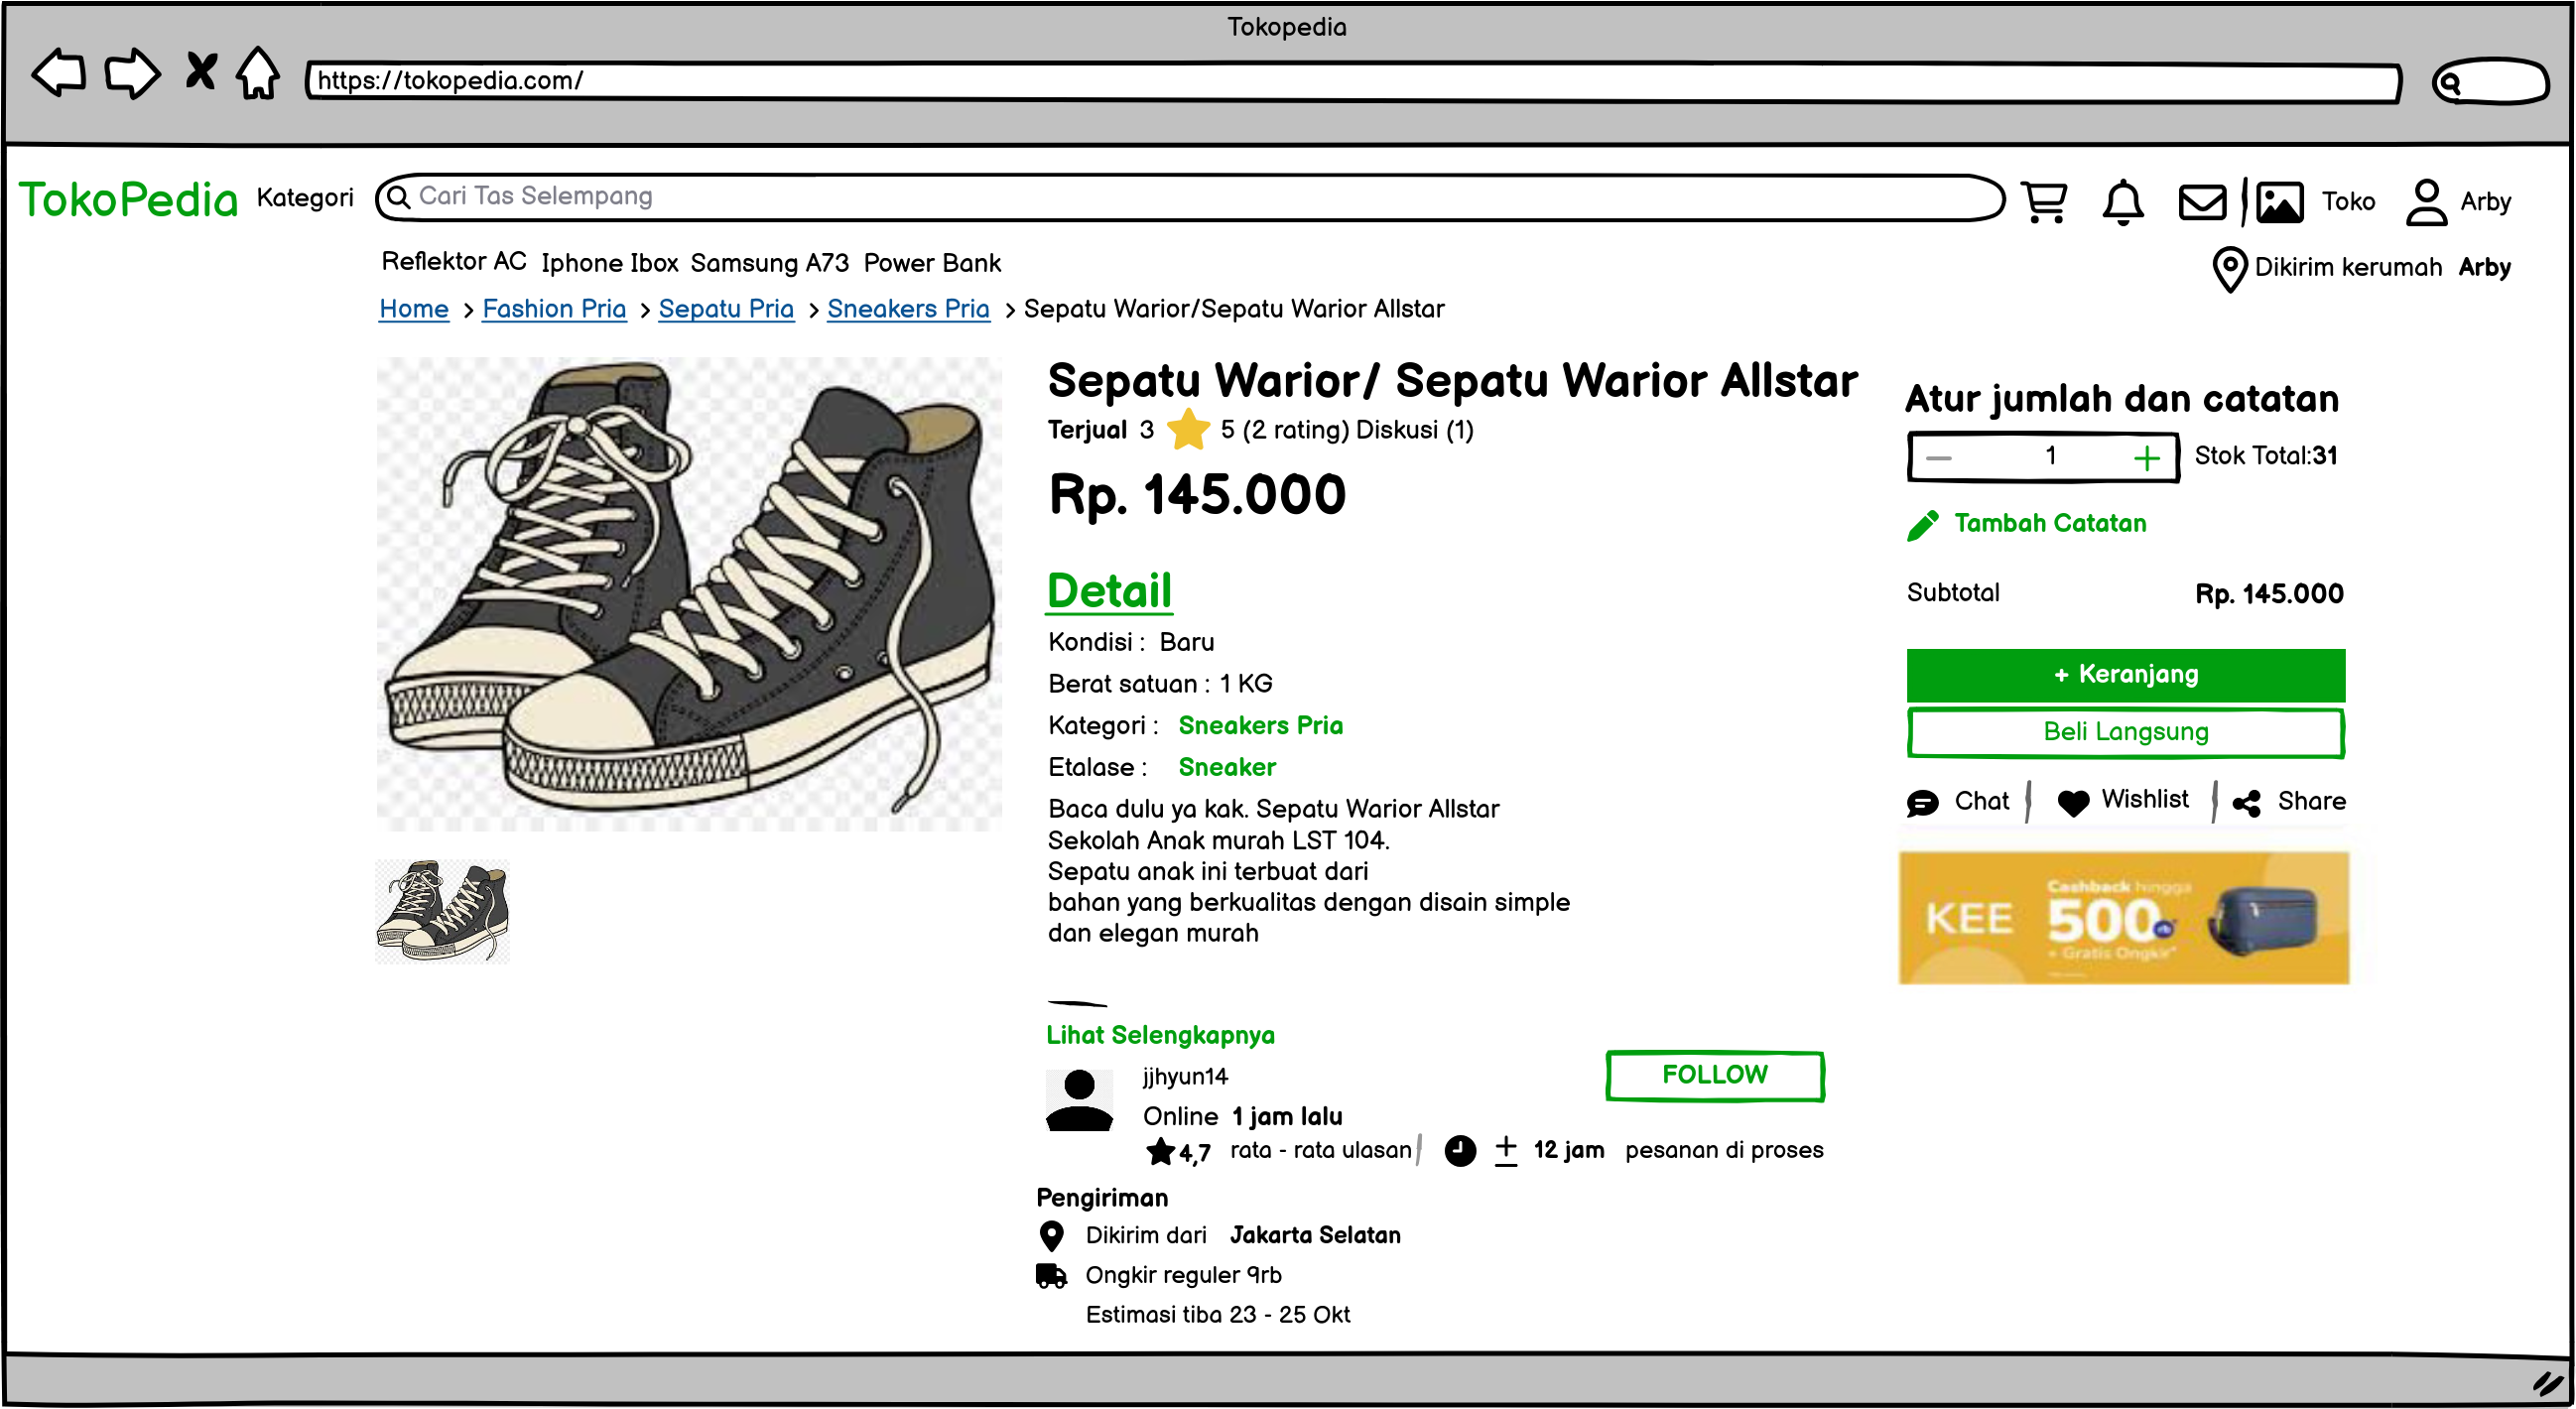 Tokopedia
https://tokopedia.com/
TokoPedia Kategori Cari Tas Selempang Toko Arby
Reflektor AC Iphone Ibox Samsung A73 Power Bank
Dikirim kerumah Arby
Home > Fashion Pria > Sepatu Pria > Sneakers Pria > Sepatu Warior/Sepatu Warior Allstar
Sepatu Warior/ Sepatu Warior Allstar
Terjual 3 5 (2 rating) Diskusi (1)
Rp. 145.000
Detail
Kondisi : Baru
Berat satuan : 1 KG
Kategori : Sneakers Pria
Etalase : Sneaker
Baca dulu ya kak. Sepatu Warior Allstar
Sekolah Anak murah LST 104.
Sepatu anak ini terbuat dari
bahan yang berkualitas dengan disain simple
dan elegan murah
Lihat Selengkapnya
jjhyun14
FOLLOW
Online 1 jam lalu
4,7 rata - rata ulasan ± 12 jam pesanan di proses
Pengiriman
Dikirim dari Jakarta Selatan
Ongkir reguler 9rb
Estimasi tiba 23 - 25 Okt
Atur jumlah dan catatan
1 Stok Total:31
Tambah Catatan
Subtotal Rp. 145.000
+ Keranjang
Beli Langsung
Chat Wishlist Share
KEE
Cashback hingga
500
+ Gratis Ongkir*